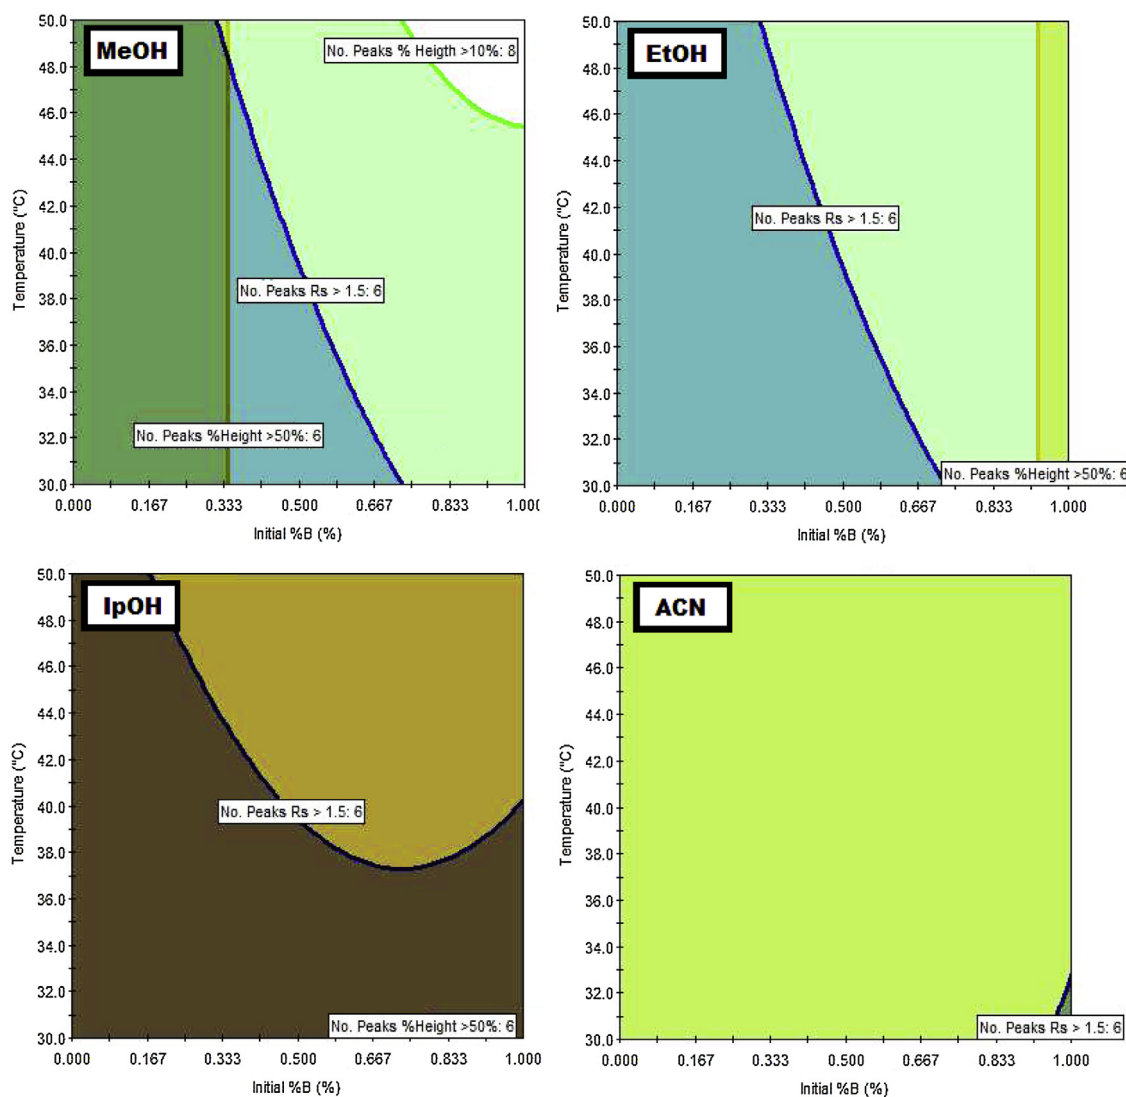 MeOH
No. Peaks % Heigth >10%: 8
No. Peaks Rs > 1.5: 6
No. Peaks %Height >50%: 6
Temperature (°C)
50.0
48.0
46.0
44.0
42.0
40.0
38.0
36.0
34.0
32.0
30.0
0.000 0.167 0.333 0.500 0.667 0.833 1.000
Initial %B (%)
EtOH
No. Peaks Rs > 1.5: 6
No. Peaks %Height >50%: 6
Temperature (°C)
50.0
48.0
46.0
44.0
42.0
40.0
38.0
36.0
34.0
32.0
30.0
0.000 0.167 0.333 0.500 0.667 0.833 1.000
Initial %B (%)
IpOH
No. Peaks Rs > 1.5: 6
No. Peaks %Height >50%: 6
Temperature (°C)
50.0
48.0
46.0
44.0
42.0
40.0
38.0
36.0
34.0
32.0
30.0
0.000 0.167 0.333 0.500 0.667 0.833 1.000
Initial %B (%)
ACN
No. Peaks Rs > 1.5: 6
Temperature (°C)
50.0
48.0
46.0
44.0
42.0
40.0
38.0
36.0
34.0
32.0
30.0
0.000 0.167 0.333 0.500 0.667 0.833 1.000
Initial %B (%)